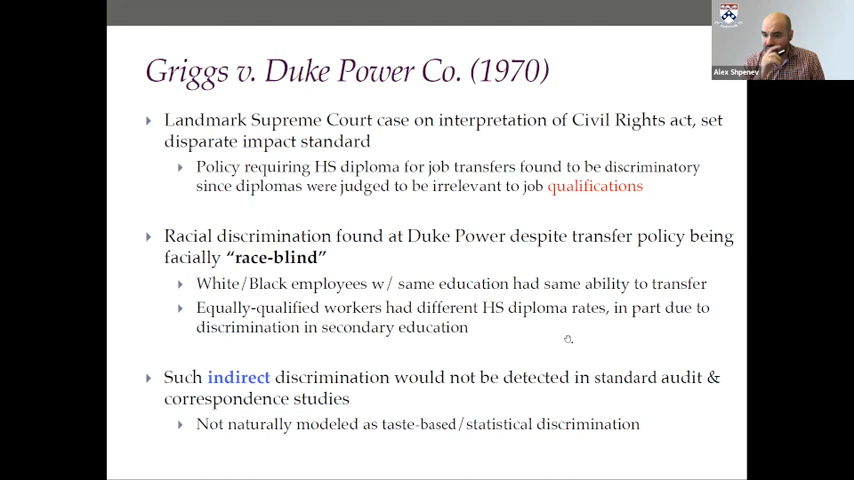 Griggs v. Duke Power Co. (1970)
Landmark Supreme Court case on interpretation of Civil Rights act, set
disparate impact standard
Policy requiring HS diploma for job transfers found to be discriminatory
since diplomas were judged to be irrelevant to job qualifications
Racial discrimination found at Duke Power despite transfer policy being
facially “race-blind”
White/Black employees w/ same education had same ability to transfer
Equally-qualified workers had different HS diploma rates, in part due to
discrimination in secondary education
Such indirect discrimination would not be detected in standard audit &
correspondence studies
Not naturally modeled as taste-based/statistical discrimination
Alex Shpenev